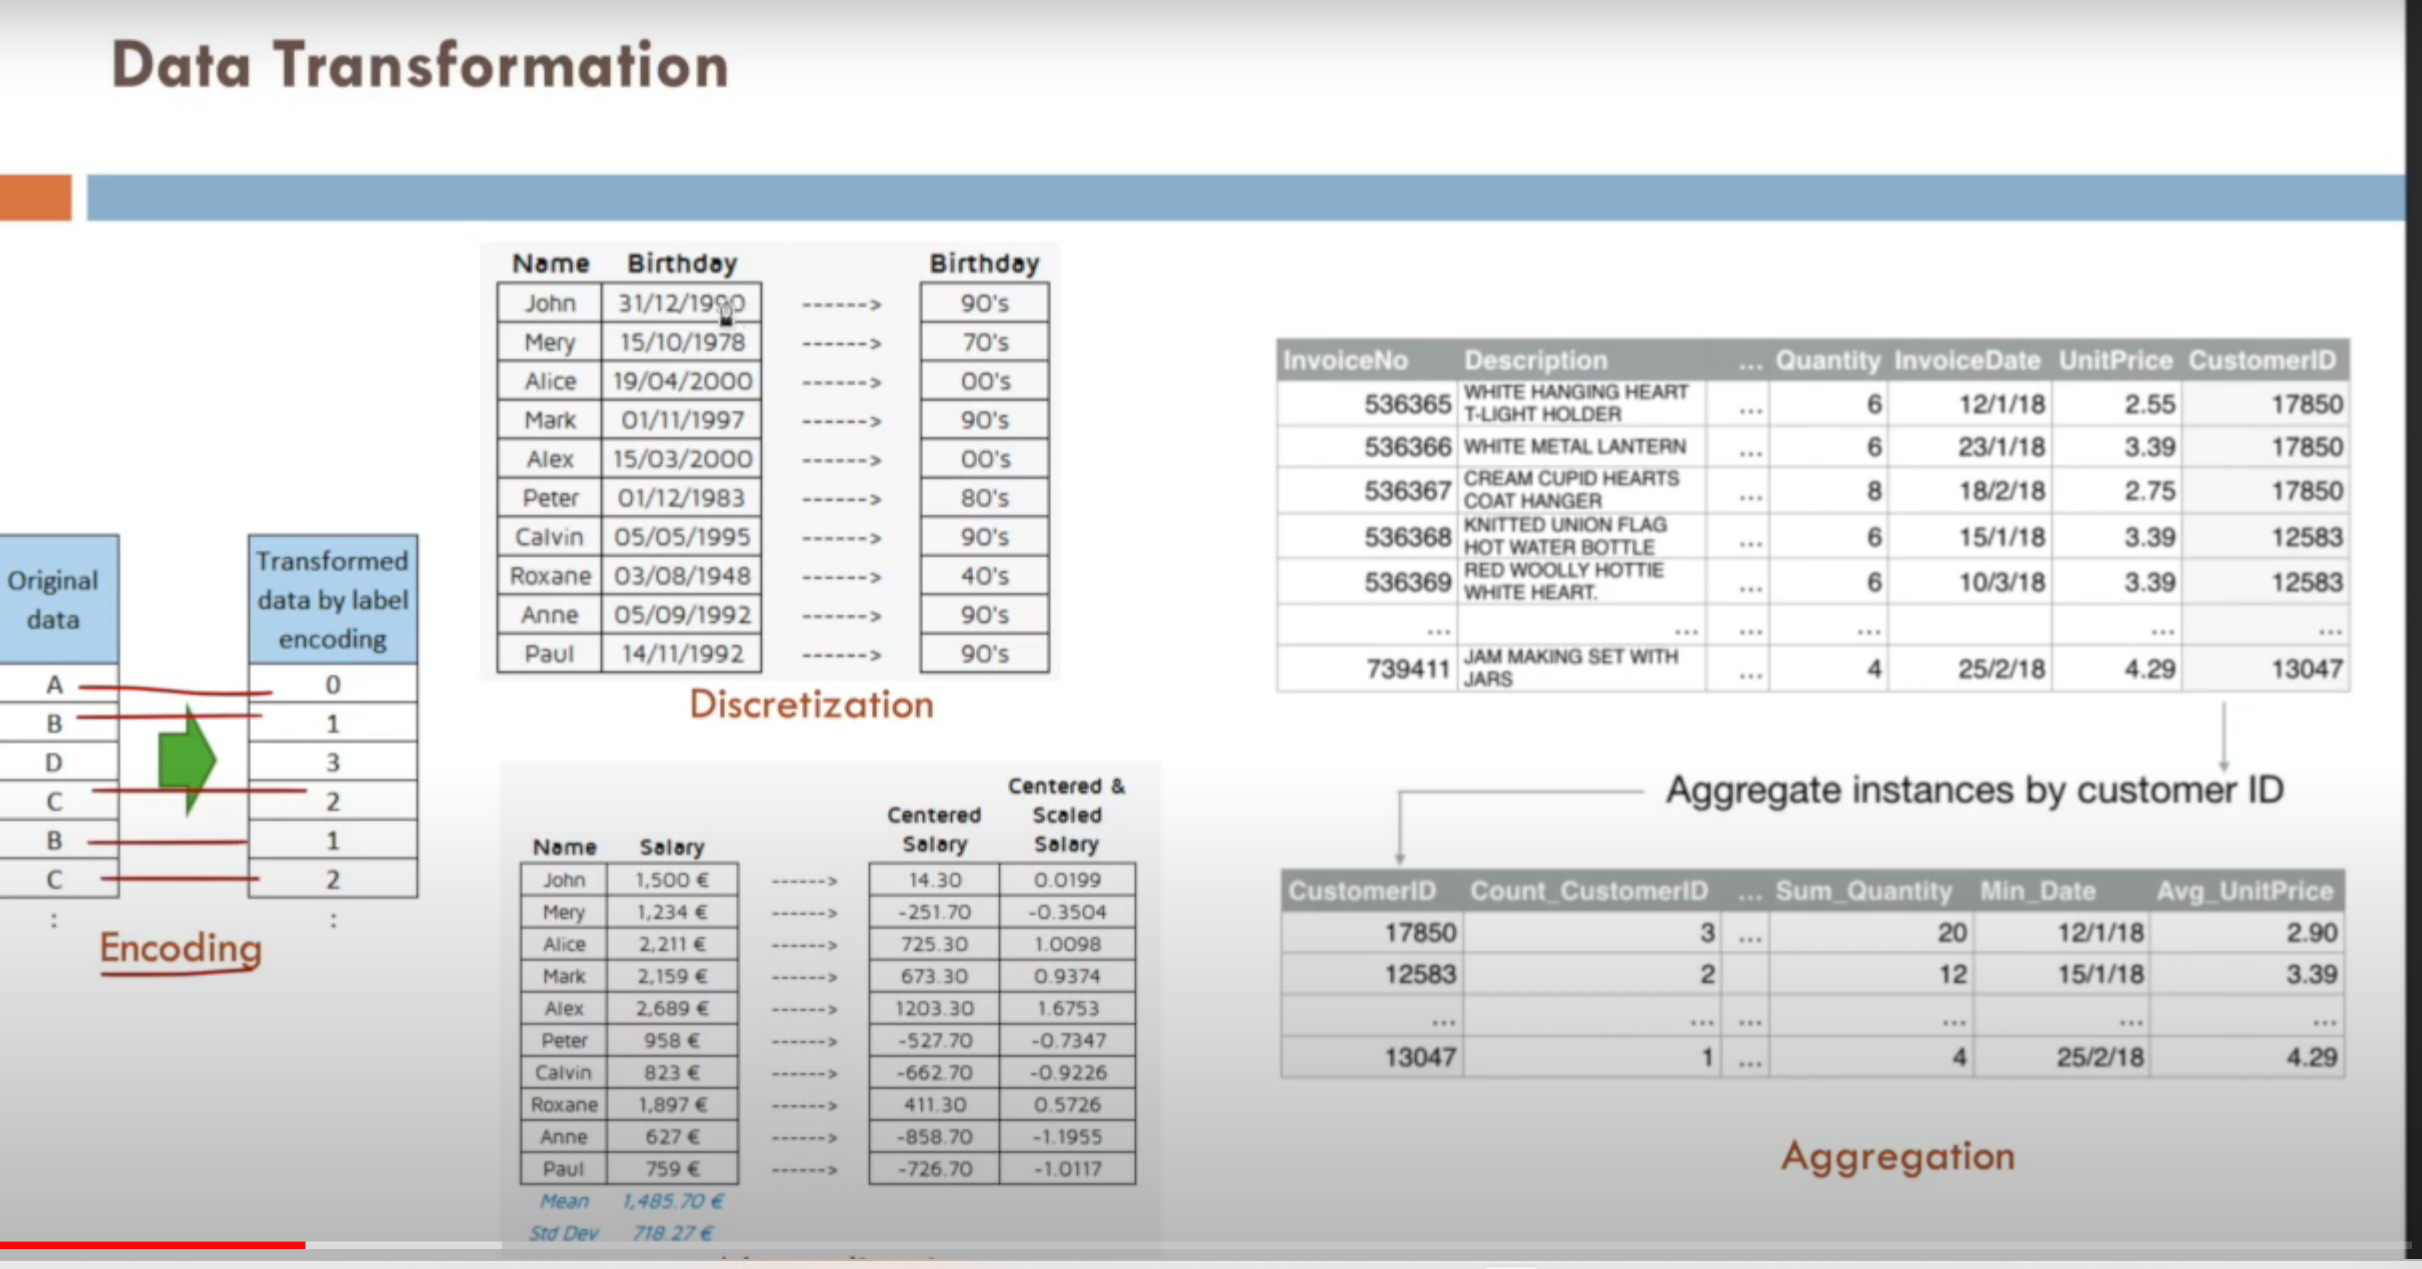 Data Transformation
Original
data
A
B
D
C
B
C
:
Transformed
data by label
encoding
0
1
3
2
1
2
:
Encoding
Name Birthday Birthday
John 31/12/1990 ------> 90's
Mery 15/10/1978 ------> 70's
Alice 19/04/2000 ------> 00's
Mark 01/11/1997 ------> 90's
Alex 15/03/2000 ------> 00's
Peter 01/12/1983 ------> 80's
Calvin 05/05/1995 ------> 90's
Roxane 03/08/1948 ------> 40's
Anne 05/09/1992 ------> 90's
Paul 14/11/1992 ------> 90's
Discretization
Centered &
Centered Scaled
Name Salary Salary Salary
John 1,500 € ------> 14.30 0.0199
Mery 1,234 € ------> -251.70 -0.3504
Alice 2,211 € ------> 725.30 1.0098
Mark 2,159 € ------> 673.30 0.9374
Alex 2,689 € ------> 1203.30 1.6753
Peter 958 € ------> -527.70 -0.7347
Calvin 823 € ------> -662.70 -0.9226
Roxane 1,897 € ------> 411.30 0.5726
Anne 627 € ------> -858.70 -1.1955
Paul 759 € ------> -726.70 -1.0117
Mean 1,485.70 €
Std Dev 718.27 €
InvoiceNo Description ... Quantity InvoiceDate UnitPrice CustomerID
536365 WHITE HANGING HEART
T-LIGHT HOLDER ... 6 12/1/18 2.55 17850
536366 WHITE METAL LANTERN ... 6 23/1/18 3.39 17850
536367 CREAM CUPID HEARTS
COAT HANGER ... 8 18/2/18 2.75 17850
536368 KNITTED UNION FLAG
HOT WATER BOTTLE ... 6 15/1/18 3.39 12583
536369 RED WOOLLY HOTTIE
WHITE HEART. ... 6 10/3/18 3.39 12583
... ... ... ... ... ...
739411 JAM MAKING SET WITH
JARS ... 4 25/2/18 4.29 13047
Aggregate instances by customer ID
CustomerID Count_CustomerID ... Sum_Quantity Min_Date Avg_UnitPrice
17850 3 ... 20 12/1/18 2.90
12583 2 ... 12 15/1/18 3.39
... ... ... ... ... ...
13047 1 ... 4 25/2/18 4.29
Aggregation